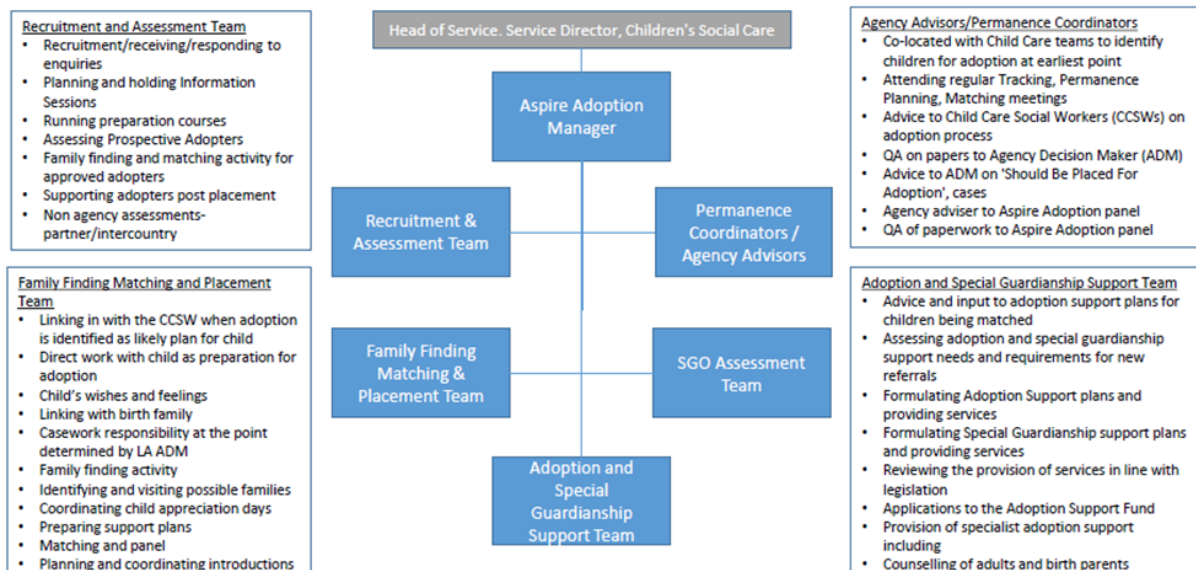 Recruitment and Assessment Team
• Recruitment/receiving/responding to
enquiries
• Planning and holding Information
Sessions
• Running preparation courses
• Assessing Prospective Adopters
• Family finding and matching activity for
approved adopters
• Supporting adopters post placement
• Non agency assessments-
partner/intercountry
Family Finding Matching and Placement
Team
• Linking in with the CCSW when adoption
is identified as likely plan for child
• Direct work with child as preparation for
adoption
• Child's wishes and feelings
• Linking with birth family
• Casework responsibility at the point
determined by LA ADM
• Family finding activity
• Identifying and visiting possible families
• Coordinating child appreciation days
• Preparing support plans
• Matching and panel
• Planning and coordinating introductions
Head of Service. Service Director, Children's Social Care
Aspire Adoption
Manager
Recruitment &
Assessment Team
Permanence
Coordinators /
Agency Advisors
Family Finding
Matching &
Placement Team
SGO Assessment
Team
Adoption and
Special
Guardianship
Support Team
Agency Advisors/Permanence Coordinators
• Co-located with Child Care teams to identify
children for adoption at earliest point
• Attending regular Tracking, Permanence
Planning, Matching meetings
• Advice to Child Care Social Workers (CCSWs) on
adoption process
• QA on papers to Agency Decision Maker (ADM)
• Advice to ADM on 'Should Be Placed For
Adoption', cases
• Agency adviser to Aspire Adoption panel
• QA of paperwork to Aspire Adoption panel
Adoption and Special Guardianship Support Team
• Advice and input to adoption support plans for
children being matched
• Assessing adoption and special guardianship
support needs and requirements for new
referrals
• Formulating Adoption Support plans and
providing services
• Formulating Special Guardianship support plans
and providing services
• Reviewing the provision of services in line with
legislation
• Applications to the Adoption Support Fund
• Provision of specialist adoption support
including
• Counselling of adults and birth parents